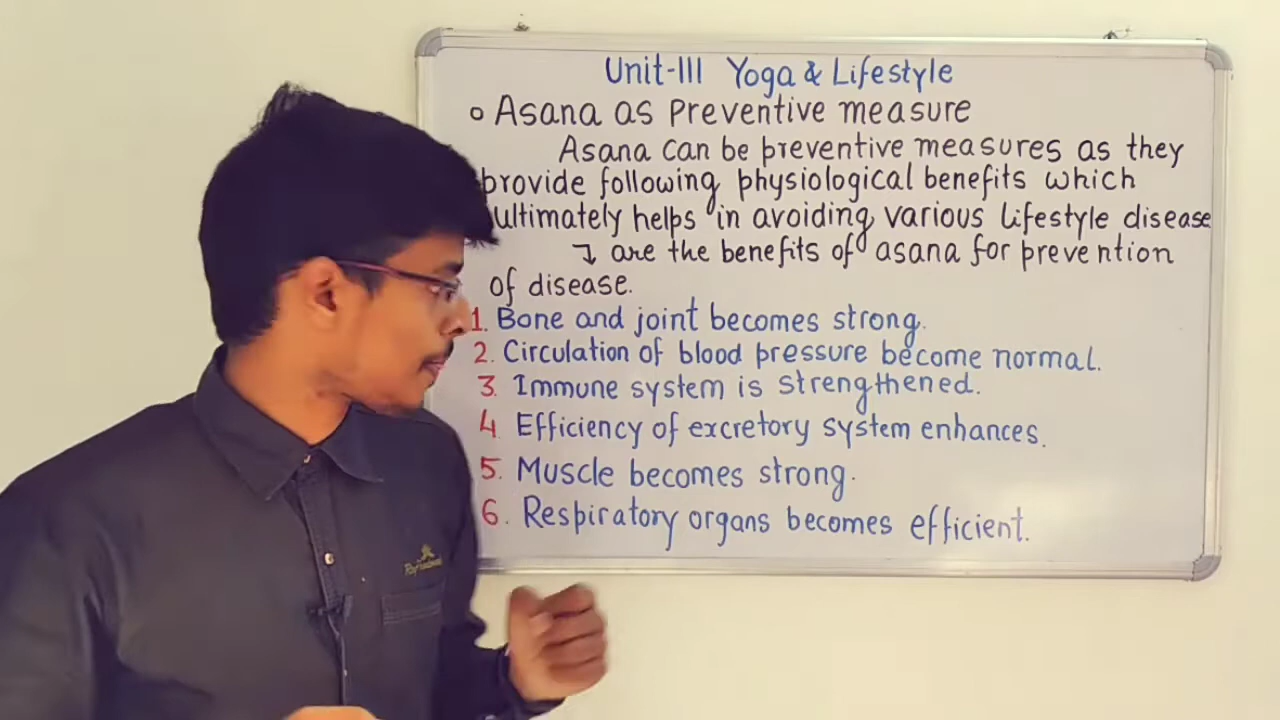 Unit-III Yoga & Lifestyle
Asana as Preventive measure
Asana can be preventive measures as they
provide following physiological benefits which
ultimately helps in avoiding various lifestyle disease
are the benefits of asana for prevention
of disease.
1. Bone and joint becomes strong.
2. Circulation of blood pressure become normal.
3. Immune system is strengthened.
4. Efficiency of excretory system enhances.
5. Muscle becomes strong.
6. Respiratory organs becomes efficient.